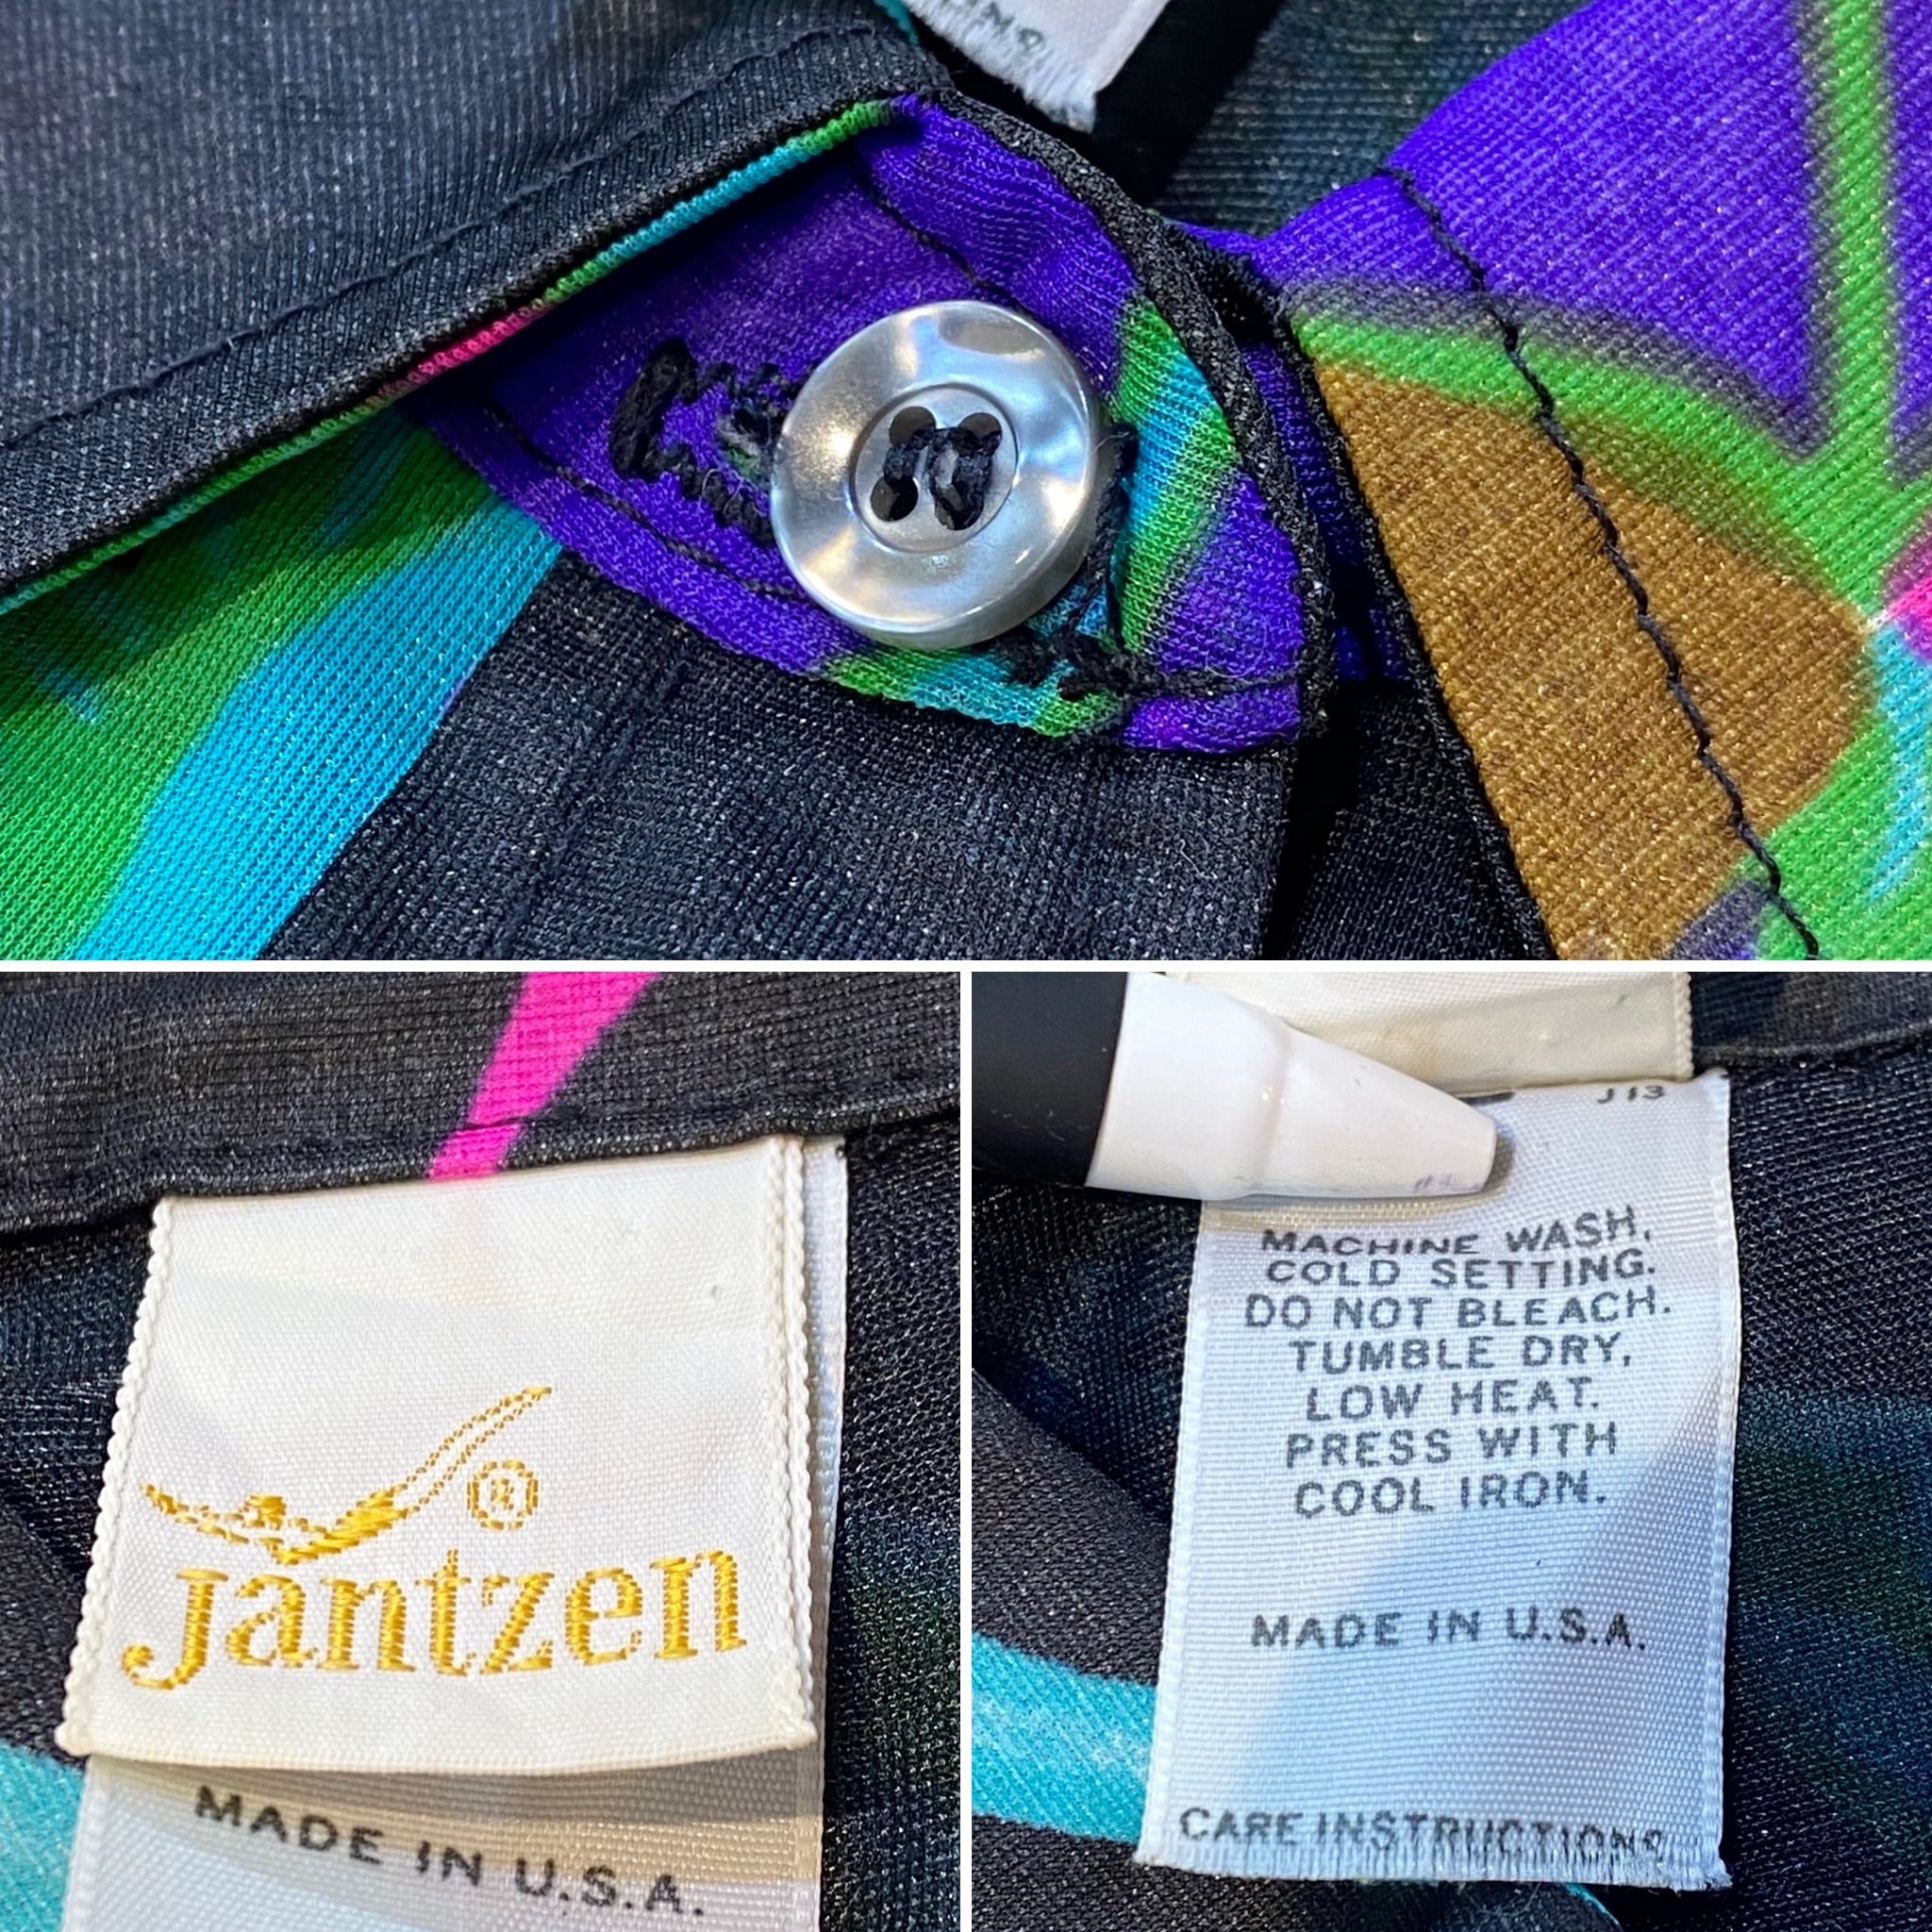 ®
jantzen
MADE IN U.S.A.
J13
MACHINE WASH,
COLD SETTING.
DO NOT BLEACH.
TUMBLE DRY,
LOW HEAT.
PRESS WITH
COOL IRON.
MADE IN U.S.A.
CARE INSTRUCTIONS